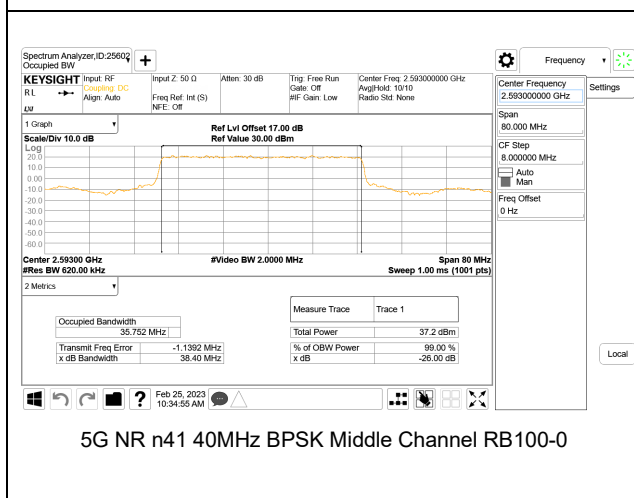 Spectrum Analyzer,ID:25602
Occupied BW
KEYSIGHT
R L
Input: RF
Coupling: DC
Align: Auto
Input Z: 50 Ω
Freq Ref: Int (S)
NFE: Off
Atten: 30 dB
Trig: Free Run
Gate: Off
#IF Gain: Low
Center Freq: 2.593000000 GHz
Avg|Hold: 10/10
Radio Std: None
1 Graph
Scale/Div 10.0 dB
Ref Lvl Offset 17.00 dB
Ref Value 30.00 dBm
Log
20.0
10.0
0.00
-10.0
-20.0
-30.0
-40.0
-50.0
-60.0
Center 2.59300 GHz
#Video BW 2.0000 MHz
Span 80 MHz
#Res BW 620.00 kHz
Sweep 1.00 ms (1001 pts)
2 Metrics
Measure Trace Trace 1
Occupied Bandwidth
35.752 MHz
Total Power 37.2 dBm
Transmit Freq Error -1.1392 MHz
% of OBW Power 99.00 %
x dB Bandwidth 38.40 MHz
x dB -26.00 dB
Feb 25, 2023
10:34:55 AM
Frequency
Center Frequency
2.593000000 GHz
Settings
Span
80.000 MHz
CF Step
8.000000 MHz
Auto
Man
Freq Offset
0 Hz
Local
5G NR n41 40MHz BPSK Middle Channel RB100-0